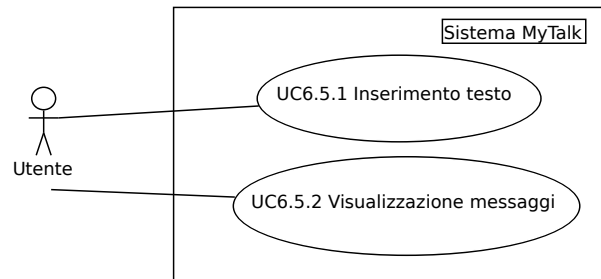 Sistema MyTalk
UC6.5.1 Inserimento testo
Utente
UC6.5.2 Visualizzazione messaggi